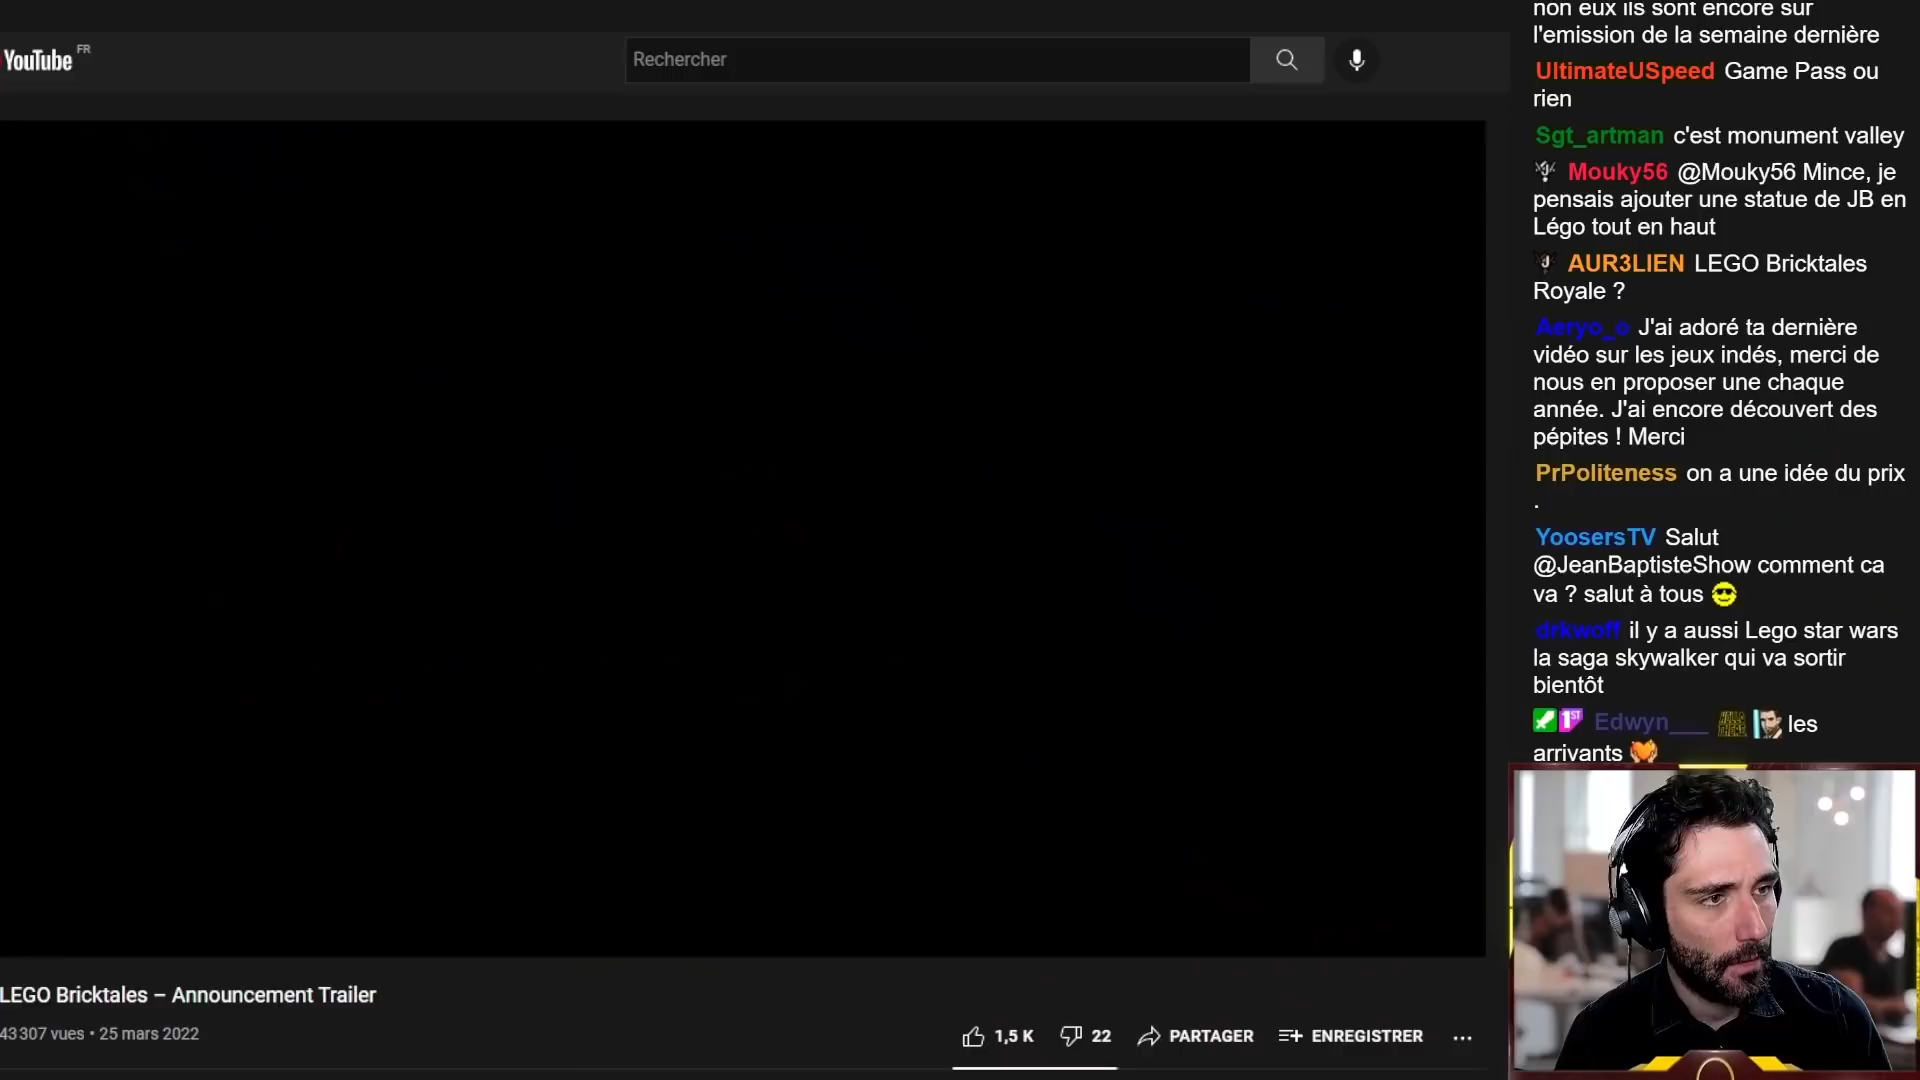 YouTube FR
Rechercher
LEGO Bricktales – Announcement Trailer
43 307 vues • 25 mars 2022
1,5 K
22
PARTAGER
ENREGISTRER
non eux ils sont encore sur
l'emission de la semaine dernière
UltimateUSpeed Game Pass ou
rien
Sgt_artman c'est monument valley
Mouky56 @Mouky56 Mince, je
pensais ajouter une statue de JB en
Légo tout en haut
AUR3LIEN LEGO Bricktales
Royale ?
Aeryo_o J'ai adoré ta dernière
vidéo sur les jeux indés, merci de
nous en proposer une chaque
année. J'ai encore découvert des
pépites ! Merci
PrPoliteness on a une idée du prix
.
YoosersTV Salut
@JeanBaptisteShow comment ca
va ? salut à tous
drkwoff il y a aussi Lego star wars
la saga skywalker qui va sortir
bientôt
1ST Edwyn___ les
arrivants